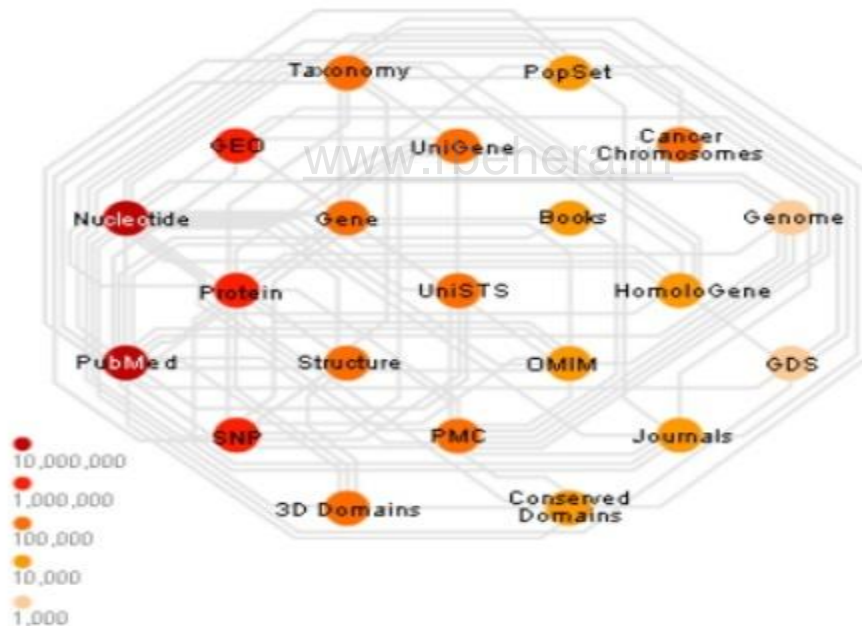 Taxonomy
PopSet
GEO
UniGene
Cancer
Chromosomes
www.rbehera.in
Nucleotide
Gene
Books
Genome
Protein
UniSTS
HomoloGene
PubMed
Structure
OMIM
GDS
SNP
PMC
Journals
3D Domains
Conserved
Domains
10,000,000
1,000,000
100,000
10,000
1,000